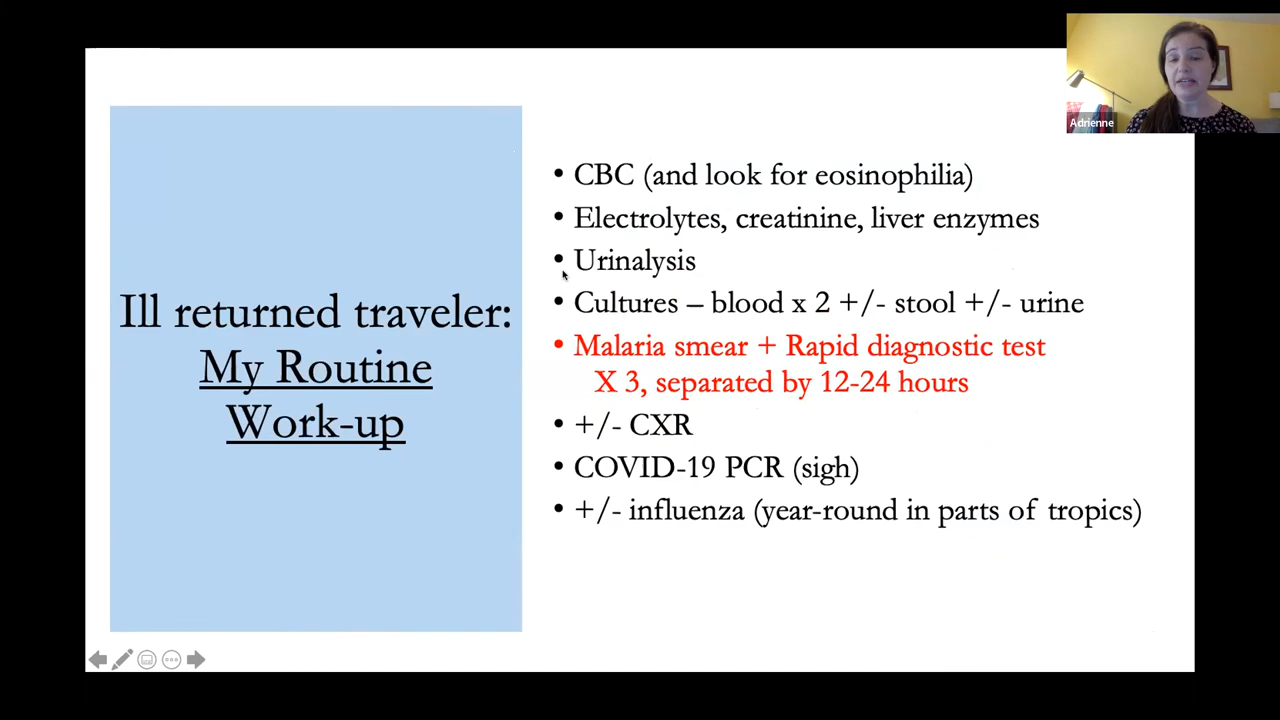 Adrienne
Ill returned traveler:
My Routine
Work-up
• CBC (and look for eosinophilia)
• Electrolytes, creatinine, liver enzymes
• Urinalysis
• Cultures – blood x 2 +/- stool +/- urine
• Malaria smear + Rapid diagnostic test
X 3, separated by 12-24 hours
• +/- CXR
• COVID-19 PCR (sigh)
• +/- influenza (year-round in parts of tropics)